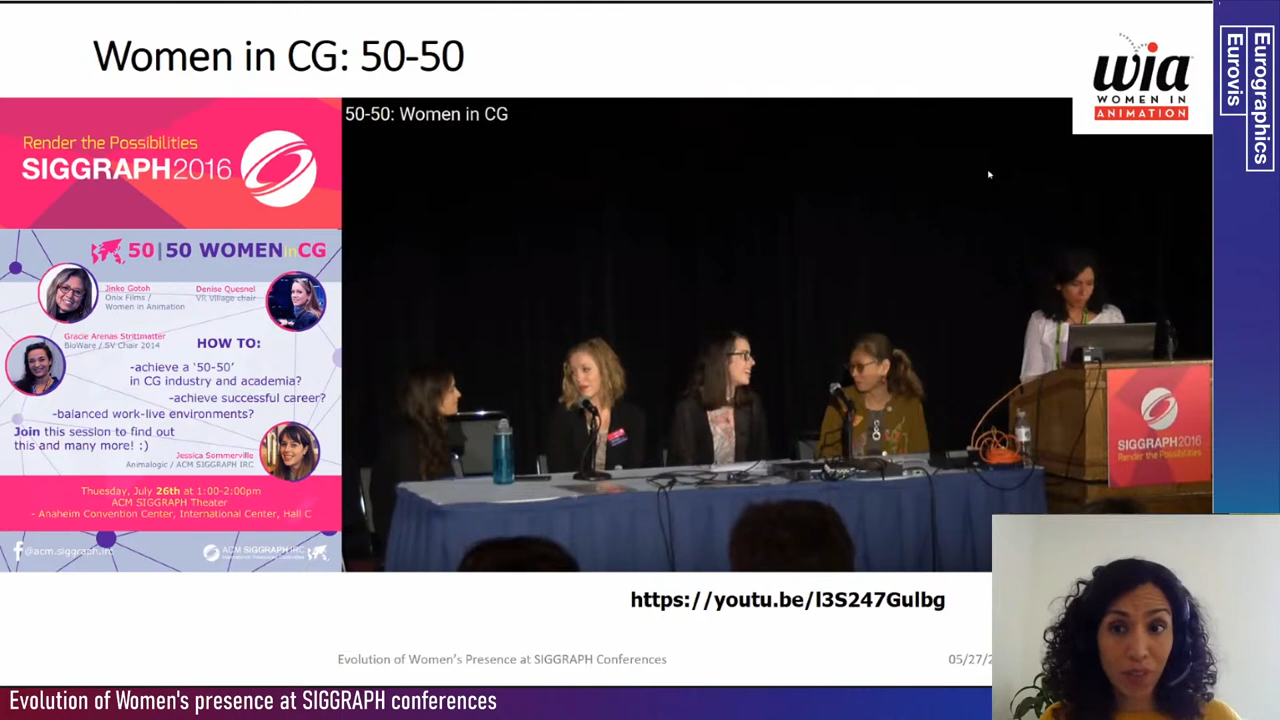 Women in CG: 50-50
wia
WOMEN IN
ANIMATION
Eurographics
Eurovis
Render the Possibilities
SIGGRAPH2016
50|50 WOMENinCG
Jinko Gotoh
Onix Films /
Women in Animation
Denise Quesnel
VR Village chair
Gracie Arenas Strittmatter
BioWare / SV Chair 2014
HOW TO:
-achieve a '50-50'
in CG industry and academia?
-achieve successful career?
-balanced work-live environments?
Join this session to find out
this and many more! :)
Jessica Sommerville
Animalogic / ACM SIGGRAPH IRC
Thuesday, July 26th at 1:00-2:00pm
ACM SIGGRAPH Theater
- Anaheim Convention Center, International Center, Hall C
@acm.siggraph.irc
ACM SIGGRAPH IRC
50-50: Women in CG
SIGGRAPH2016
Render the Possibilities
https://youtu.be/l3S247Gulbg
Evolution of Women's Presence at SIGGRAPH Conferences
05/27/2
Evolution of Women's presence at SIGGRAPH conferences